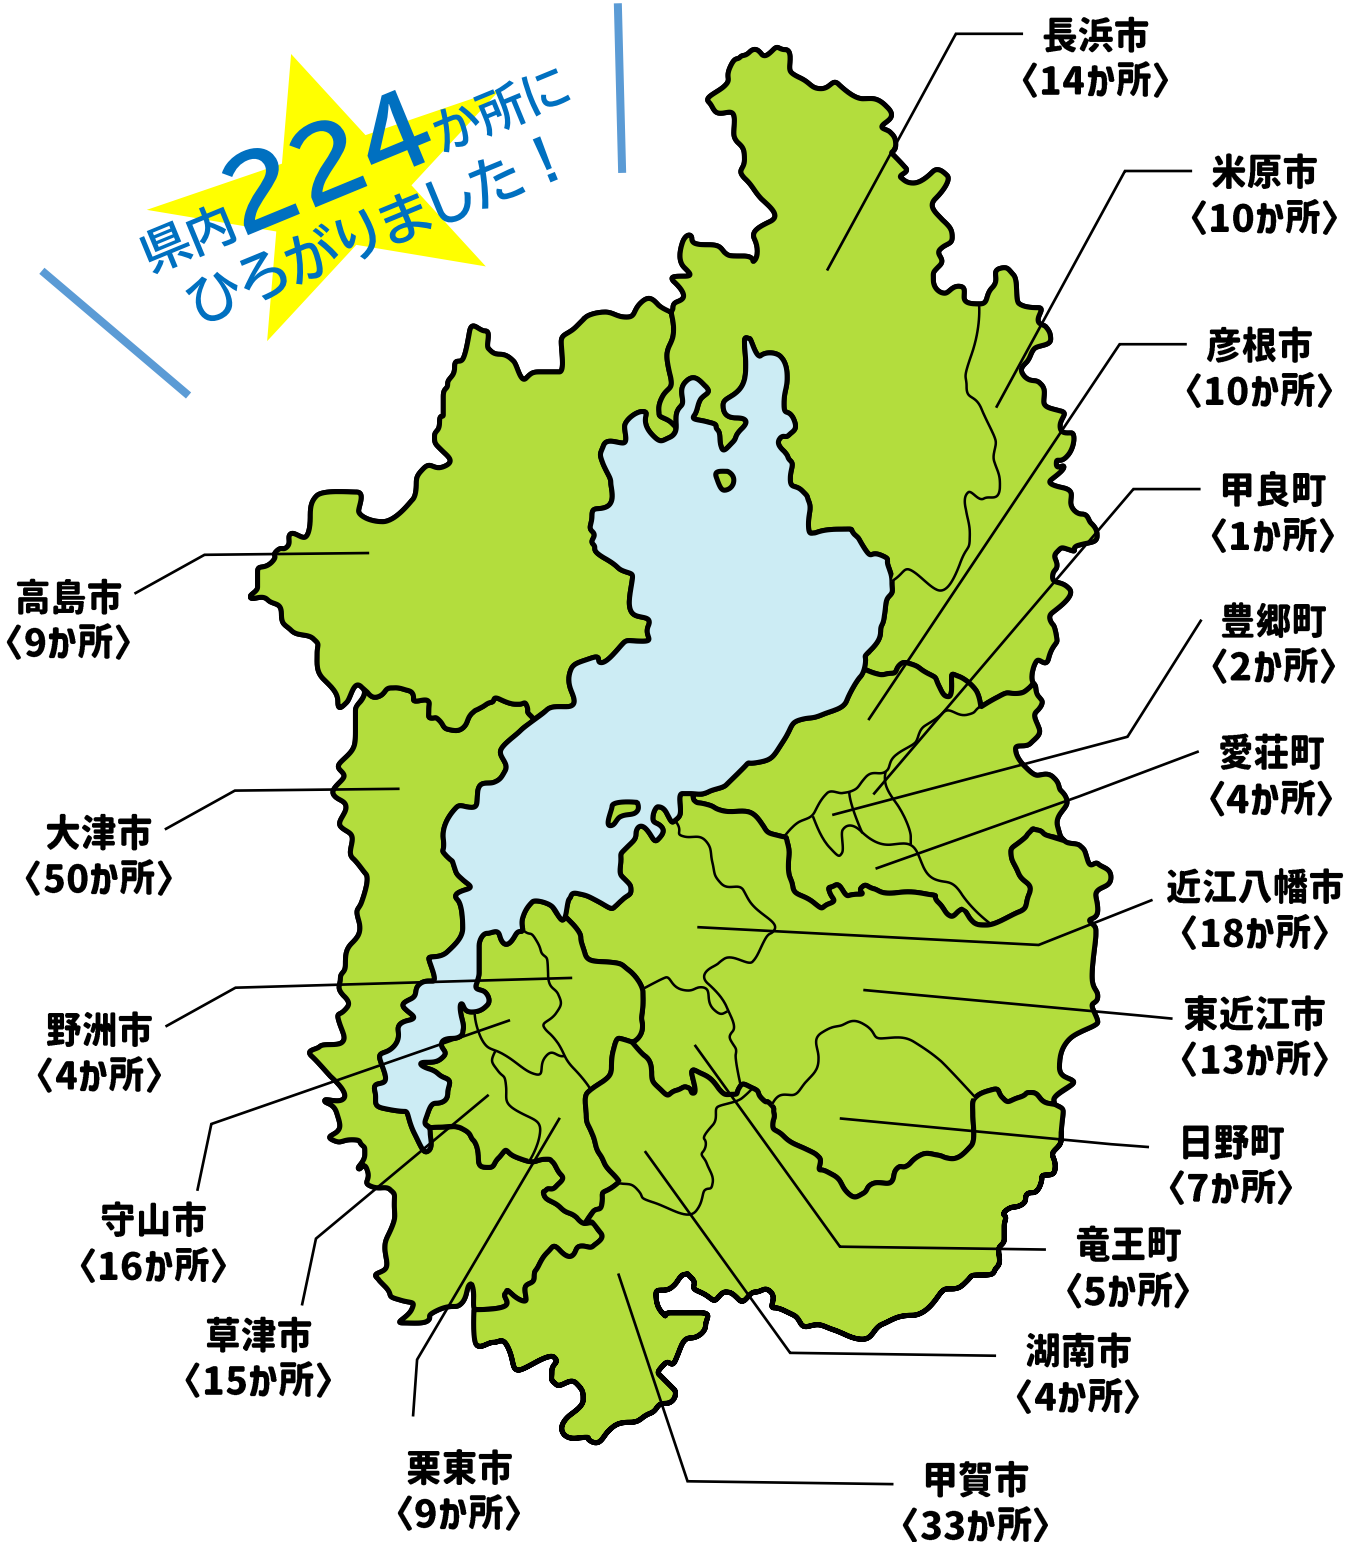 県内224か所に
ひろがりました！
長浜市
〈14か所〉
米原市
〈10か所〉
彦根市
〈10か所〉
甲良町
〈1か所〉
豊郷町
〈2か所〉
愛荘町
〈4か所〉
近江八幡市
〈18か所〉
東近江市
〈13か所〉
日野町
〈7か所〉
竜王町
〈5か所〉
湖南市
〈4か所〉
甲賀市
〈33か所〉
高島市
〈9か所〉
大津市
〈50か所〉
野洲市
〈4か所〉
守山市
〈16か所〉
草津市
〈15か所〉
栗東市
〈9か所〉